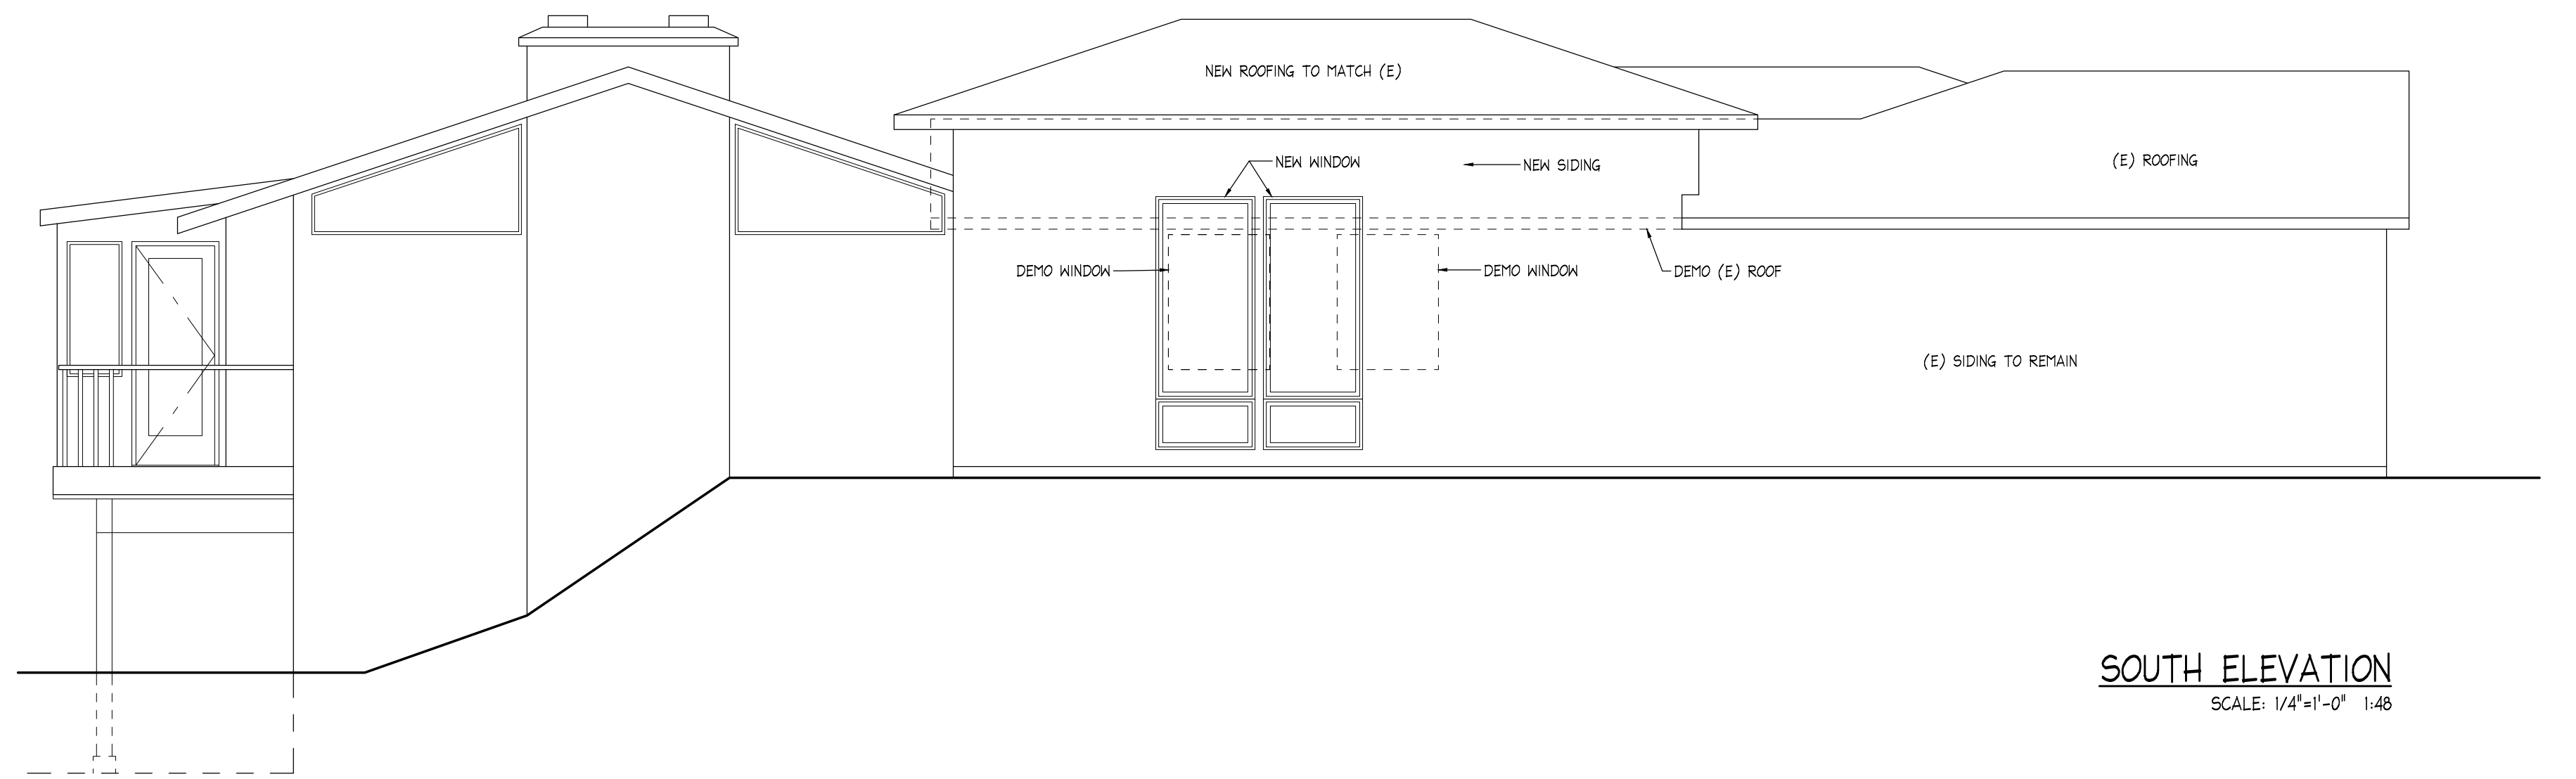 NEW ROOFING TO MATCH (E)
NEW WINDOW
NEW SIDING
(E) ROOFING
DEMO WINDOW
DEMO WINDOW
DEMO (E) ROOF
(E) SIDING TO REMAIN
SOUTH ELEVATION
SCALE: 1/4"=1'-0" 1:48